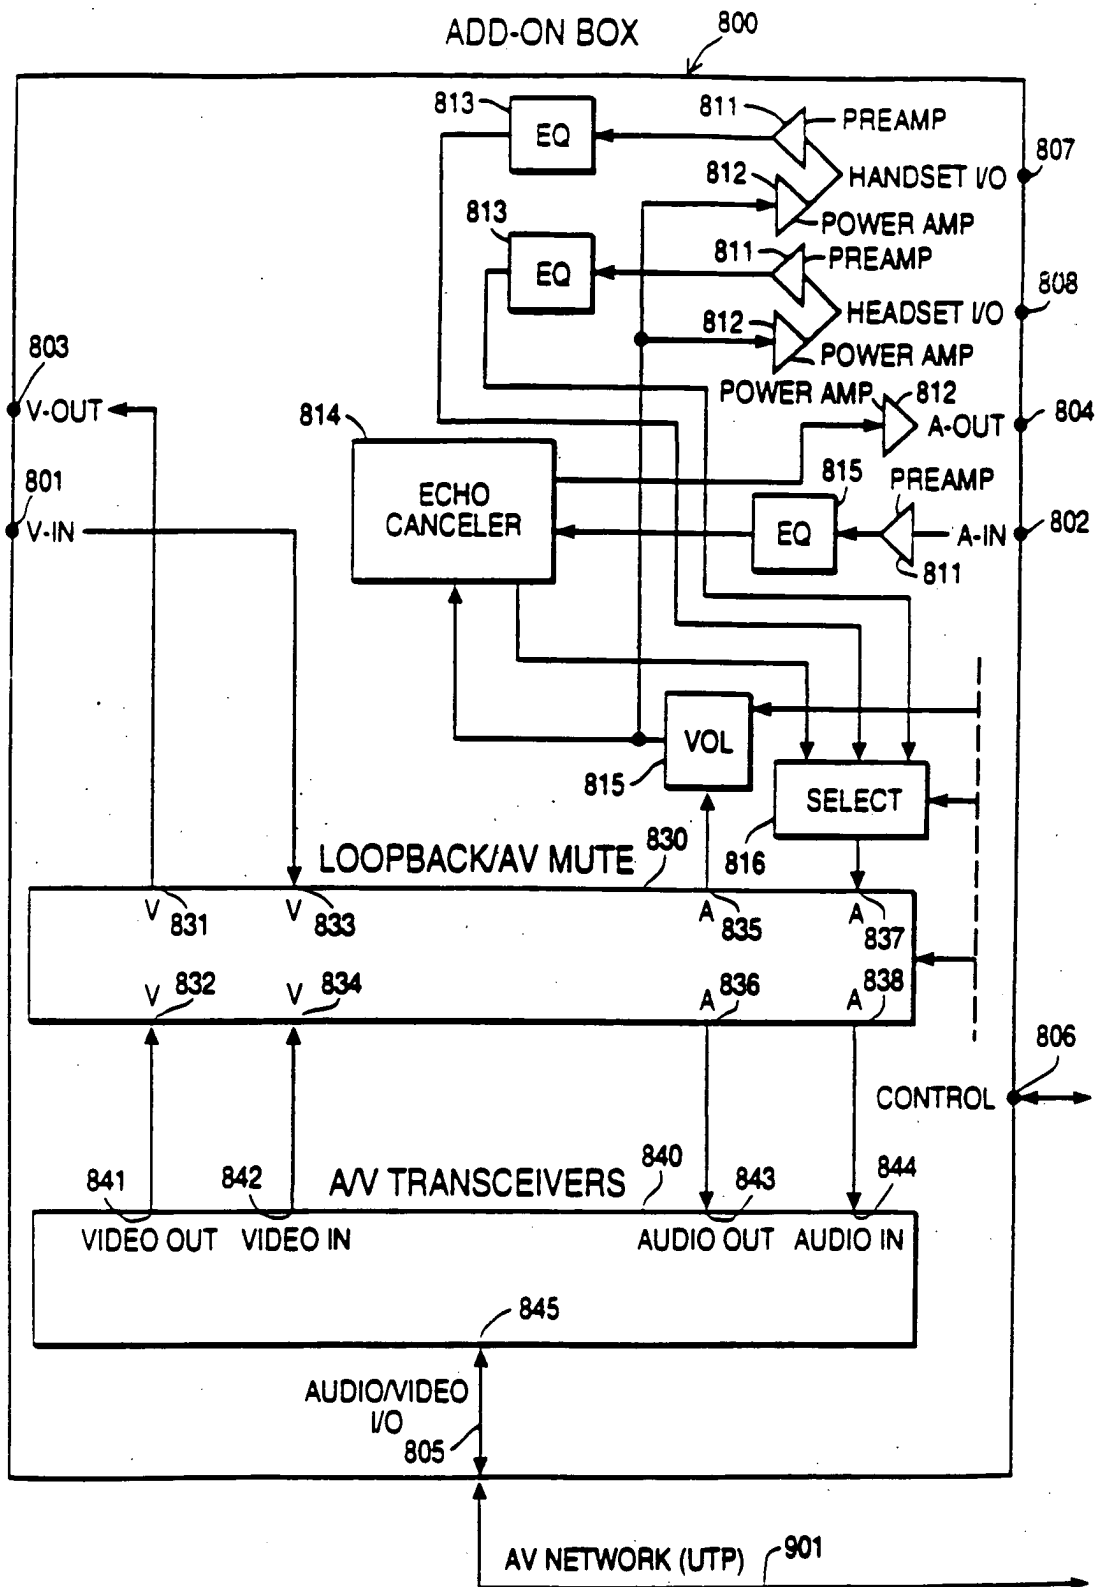 ADD-ON BOX
800
813
EQ
811
PREAMP
807
HANDSET I/O
812
POWER AMP
813
EQ
811
PREAMP
808
HEADSET I/O
812
POWER AMP
803
V-OUT
POWER AMP
812
A-OUT
804
814
ECHO
CANCELER
801
V-IN
815
EQ
PREAMP
A-IN
802
811
VOL
815
SELECT
816
LOOPBACK/AV MUTE
830
V
831
V
833
A
835
A
837
V
832
V
834
A
836
A
838
806
CONTROL
A/V TRANSCEIVERS
840
841
842
843
844
VIDEO OUT
VIDEO IN
AUDIO OUT
AUDIO IN
845
AUDIO/VIDEO
I/O
805
AV NETWORK (UTP)
901